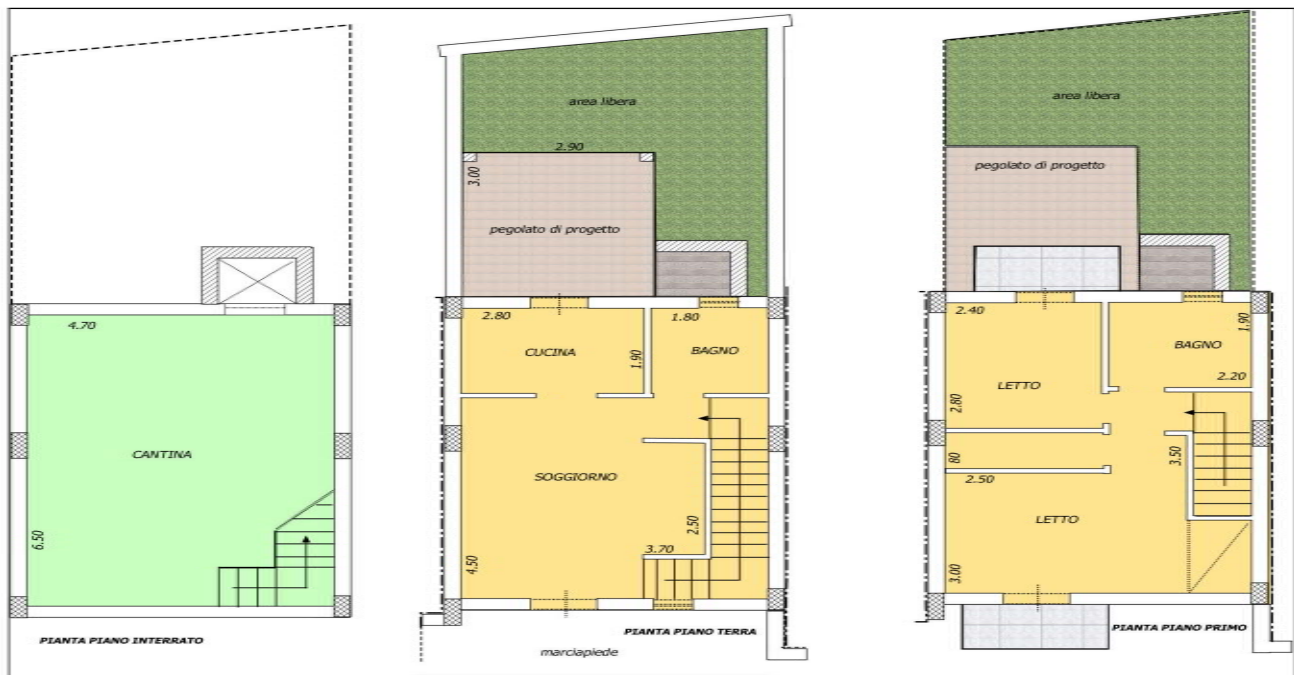 4.70
CANTINA
6.50
PIANTA PIANO INTERRATO
area libera
2.90
3.00
pegolato di progetto
2.80
1.80
CUCINA
1.90
BAGNO
SOGGIORNO
2.50
3.70
4.50
PIANTA PIANO TERRA
marciapiede
area libera
pegolato di progetto
2.40
1.90
BAGNO
LETTO
2.20
2.80
80
3.50
2.50
LETTO
3.00
PIANTA PIANO PRIMO